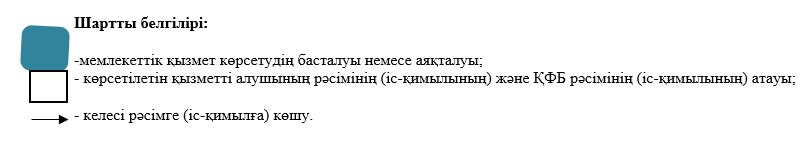 Шартты белгілірі:
-мемлекеттік қызмет көрсетудің басталуы немесе аяқталуы;
- көрсетілетін қызметті алушының рәсімінің (іс-қимылының) және ҚФБ рәсімінің (іс-қимылының) атауы;
- келесі рәсімге (іс-қимылға) көшу.